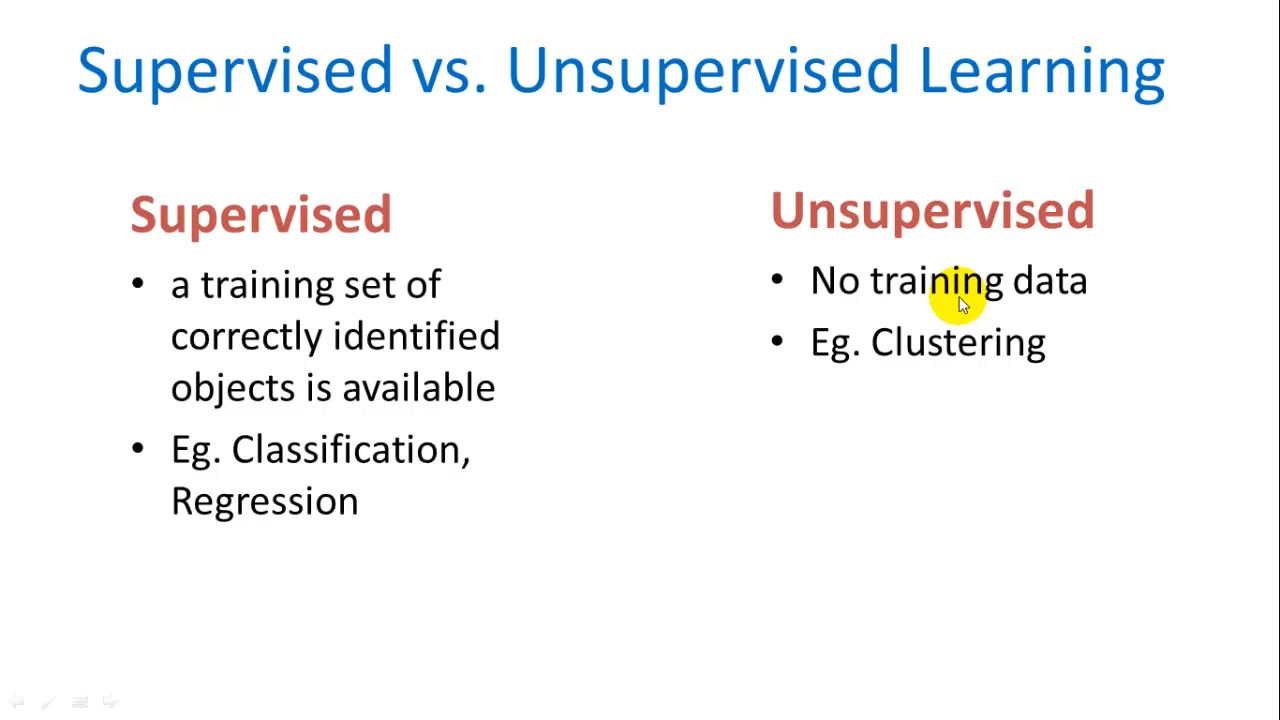 Supervised vs. Unsupervised Learning
Supervised
• a training set of
correctly identified
objects is available
• Eg. Classification,
Regression
Unsupervised
• No training data
• Eg. Clustering